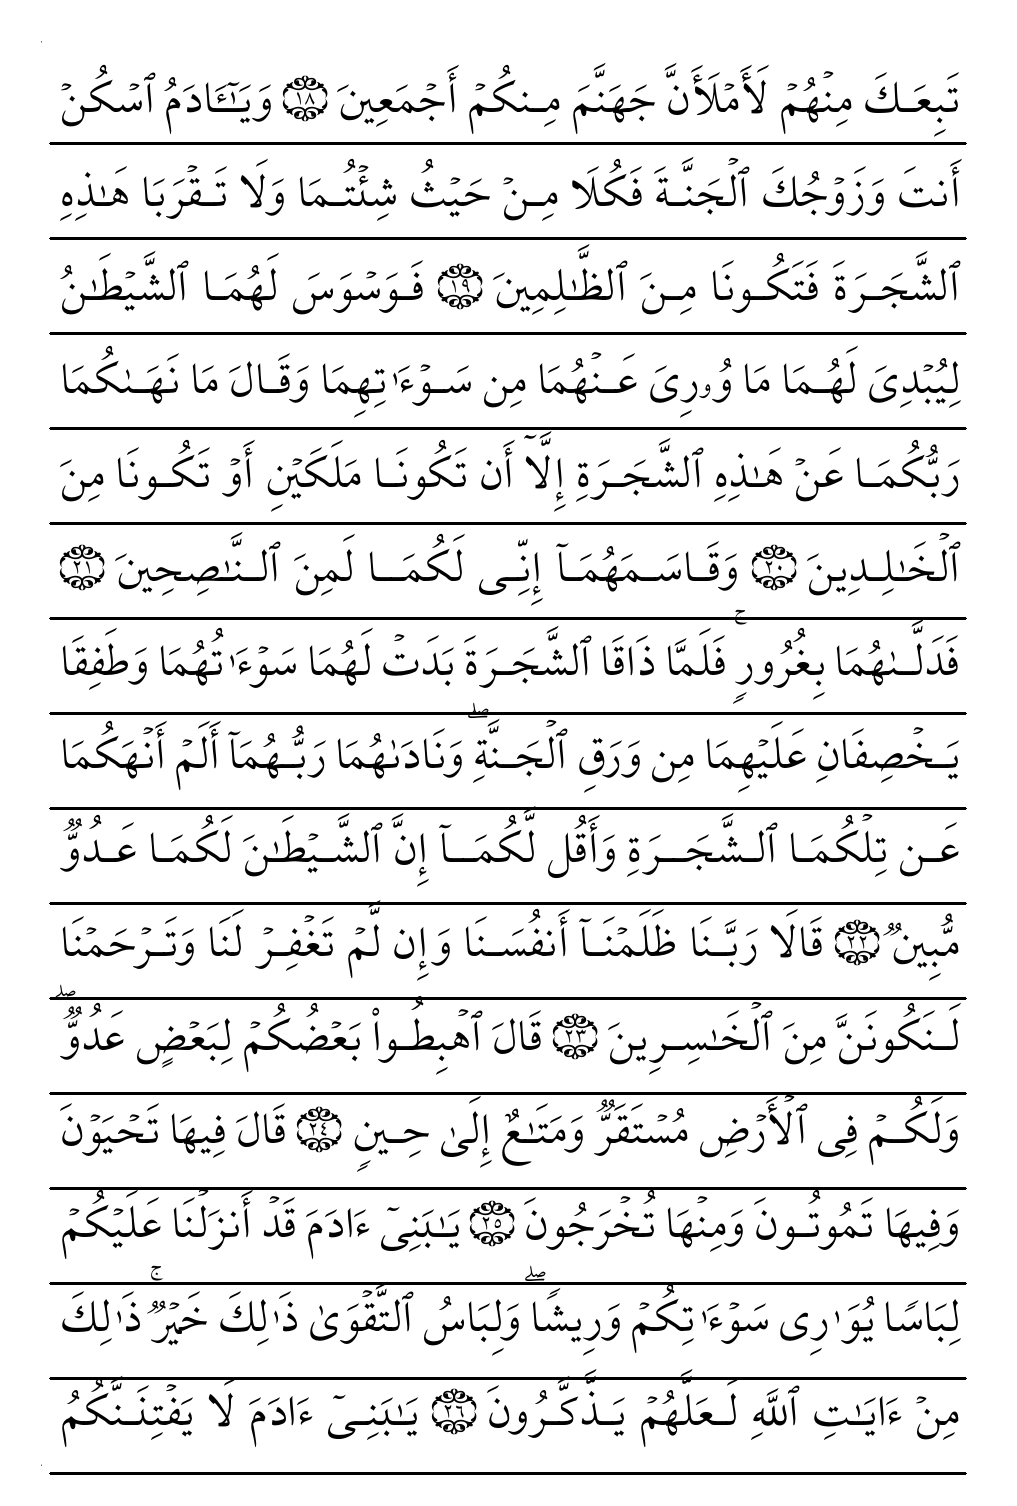 تَبِعَكَ مِنْهُمْ لَأَمْلَأَنَّ جَهَنَّمَ مِنكُمْ أَجْمَعِينَ ١٨ وَيَـٰٓـَٔادَمُ ٱسْكُنْ
أَنتَ وَزَوْجُكَ ٱلْجَنَّةَ فَكُلَا مِنْ حَيْثُ شِئْتُمَا وَلَا تَقْرَبَا هَـٰذِهِ
ٱلشَّجَرَةَ فَتَكُونَا مِنَ ٱلظَّـٰلِمِينَ ١٩ فَوَسْوَسَ لَهُمَا ٱلشَّيْطَـٰنُ
لِيُبْدِىَ لَهُمَا مَا وُۥرِىَ عَنْهُمَا مِن سَوْءَٰتِهِمَا وَقَالَ مَا نَهَىٰكُمَا
رَبُّكُمَا عَنْ هَـٰذِهِ ٱلشَّجَرَةِ إِلَّآ أَن تَكُونَا مَلَكَيْنِ أَوْ تَكُونَا مِنَ
ٱلْخَـٰلِدِينَ ٢٠ وَقَاسَمَهُمَآ إِنِّى لَكُمَا لَمِنَ ٱلنَّـٰصِحِينَ ٢١
فَدَلَّىٰهُمَا بِغُرُورٍ ۚ فَلَمَّا ذَاقَا ٱلشَّجَرَةَ بَدَتْ لَهُمَا سَوْءَٰتُهُمَا وَطَفِقَا
يَخْصِفَانِ عَلَيْهِمَا مِن وَرَقِ ٱلْجَنَّةِ ۖ وَنَادَىٰهُمَا رَبُّهُمَآ أَلَمْ أَنْهَكُمَا
عَن تِلْكُمَا ٱلشَّجَرَةِ وَأَقُل لَّكُمَآ إِنَّ ٱلشَّيْطَـٰنَ لَكُمَا عَدُوٌّ
مُّبِينٌ ٢٢ قَالَا رَبَّنَا ظَلَمْنَآ أَنفُسَنَا وَإِن لَّمْ تَغْفِرْ لَنَا وَتَرْحَمْنَا
لَنَكُونَنَّ مِنَ ٱلْخَـٰسِرِينَ ٢٣ قَالَ ٱهْبِطُوا۟ بَعْضُكُمْ لِبَعْضٍ عَدُوٌّ ۖ
وَلَكُمْ فِى ٱلْأَرْضِ مُسْتَقَرٌّ وَمَتَـٰعٌ إِلَىٰ حِينٍ ٢٤ قَالَ فِيهَا تَحْيَوْنَ
وَفِيهَا تَمُوتُونَ وَمِنْهَا تُخْرَجُونَ ٢٥ يَـٰبَنِىٓ ءَادَمَ قَدْ أَنزَلْنَا عَلَيْكُمْ
لِبَاسًا يُوَٰرِى سَوْءَٰتِكُمْ وَرِيشًا ۖ وَلِبَاسُ ٱلتَّقْوَىٰ ذَٰلِكَ خَيْرٌ ۚ ذَٰلِكَ
مِنْ ءَايَـٰتِ ٱللَّهِ لَعَلَّهُمْ يَذَّكَّرُونَ ٢٦ يَـٰبَنِىٓ ءَادَمَ لَا يَفْتِنَنَّكُمُ